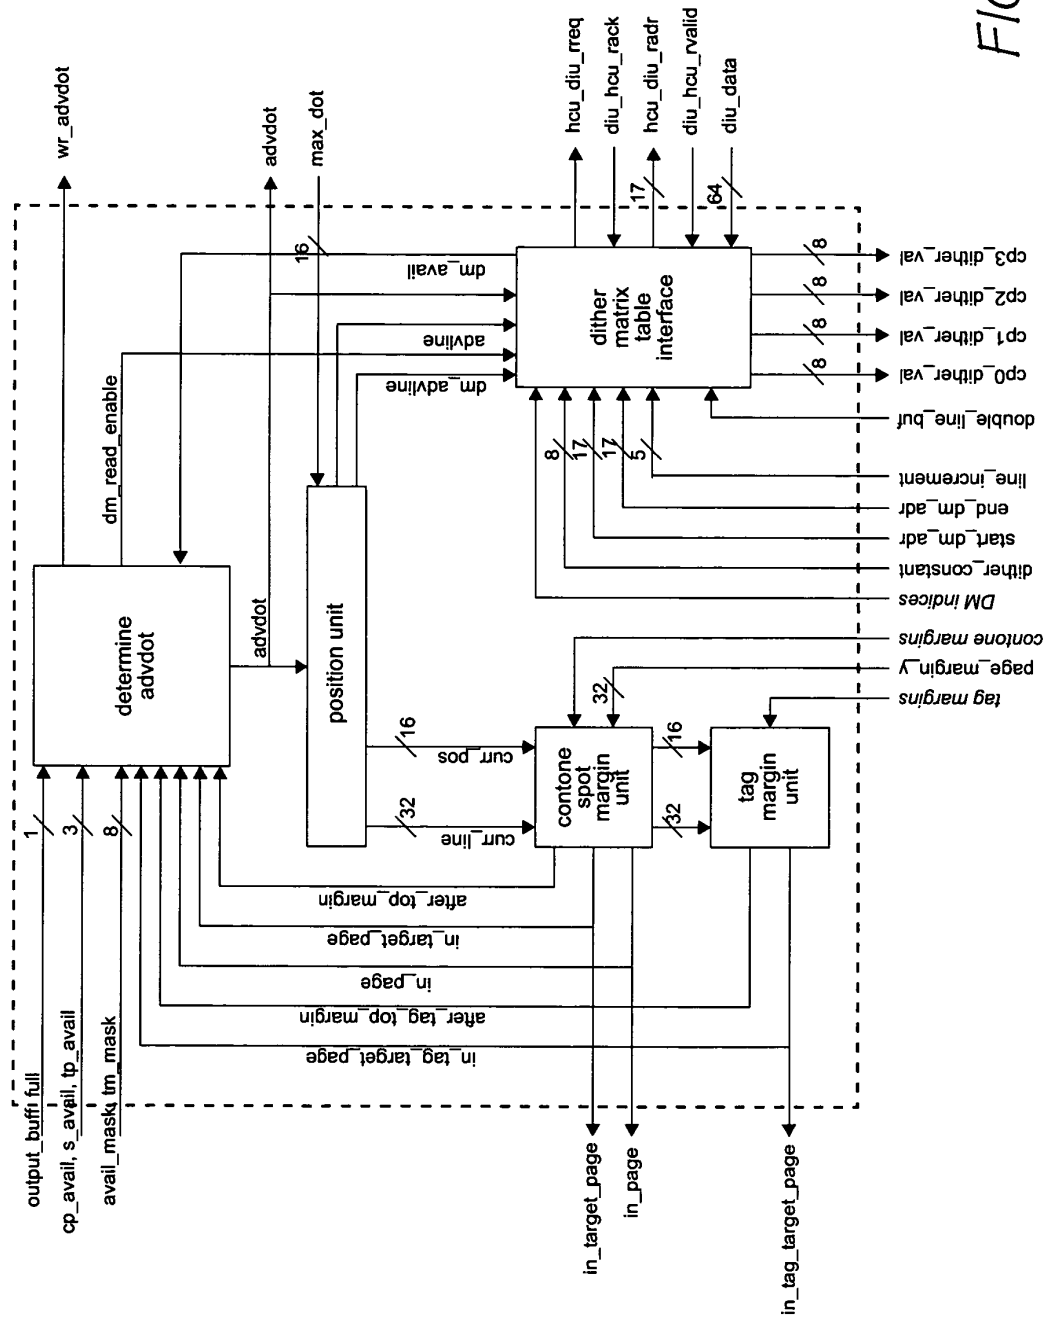 FIG
wr_advdot
advdot
max_dot
hcu_diu_rreq
diu_hcu_rack
hcu_diu_radr
diu_hcu_rvalid
diu_data
16
17
64
dm_avail
advline
dm_advline
dm_read_enable
advdot
determine
advdot
position unit
dither
matrix
table
interface
8
8
8
8
cp3_dither_val
cp2_dither_val
cp1_dither_val
cp0_dither_val
double_line_buf
line_increment
end_dm_adr
start_dm_adr
dither_constant
DM indices
contone margins
page_margin_y
tag margins
8
17
17
5
32
curr_pos
16
curr_line
32
contone
spot
margin
unit
16
32
tag
margin
unit
1
3
8
after_top_margin
in_target_page
in_page
after_tag_top_margin
in_tag_target_page
output_buff_full
cp_avail, s_avail, tp_avail
avail_mask, tm_mask
in_target_page
in_page
in_tag_target_page